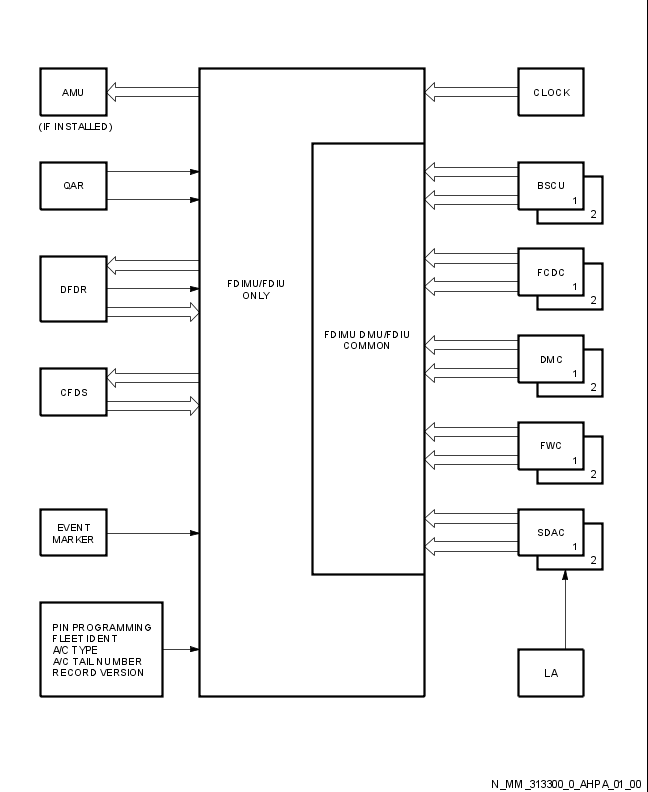 AMU
(IF INSTALLED)
QAR
DFDR
CFDS
EVENT
MARKER
PIN PROGRAMMING
FLEET IDENT
A/C TYPE
A/C TAIL NUMBER
RECORD VERSION
FDIMU/FDIU
ONLY
FDIMU DMU/FDIU
COMMON
CLOCK
BSCU
1
2
FCDC
1
2
DMC
1
2
FWC
1
2
SDAC
1
2
LA
N_MM_313300_0_AHPA_01_00